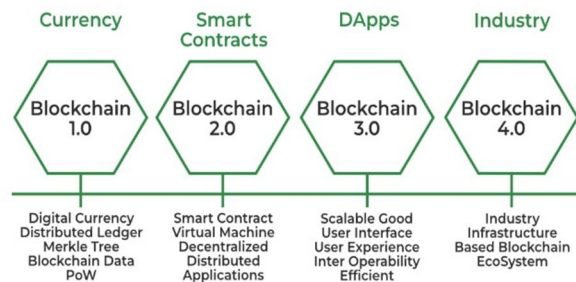 Currency
Smart
Contracts
DApps
Industry
Blockchain
1.0
Blockchain
2.0
Blockchain
3.0
Blockchain
4.0
Digital Currency
Distributed Ledger
Merkle Tree
Blockchain Data
PoW
Smart Contract
Virtual Machine
Decentralized
Distributed
Applications
Scalable Good
User Interface
User Experience
Inter Operability
Efficient
Industry
Infrastructure
Based Blockchain
EcoSystem